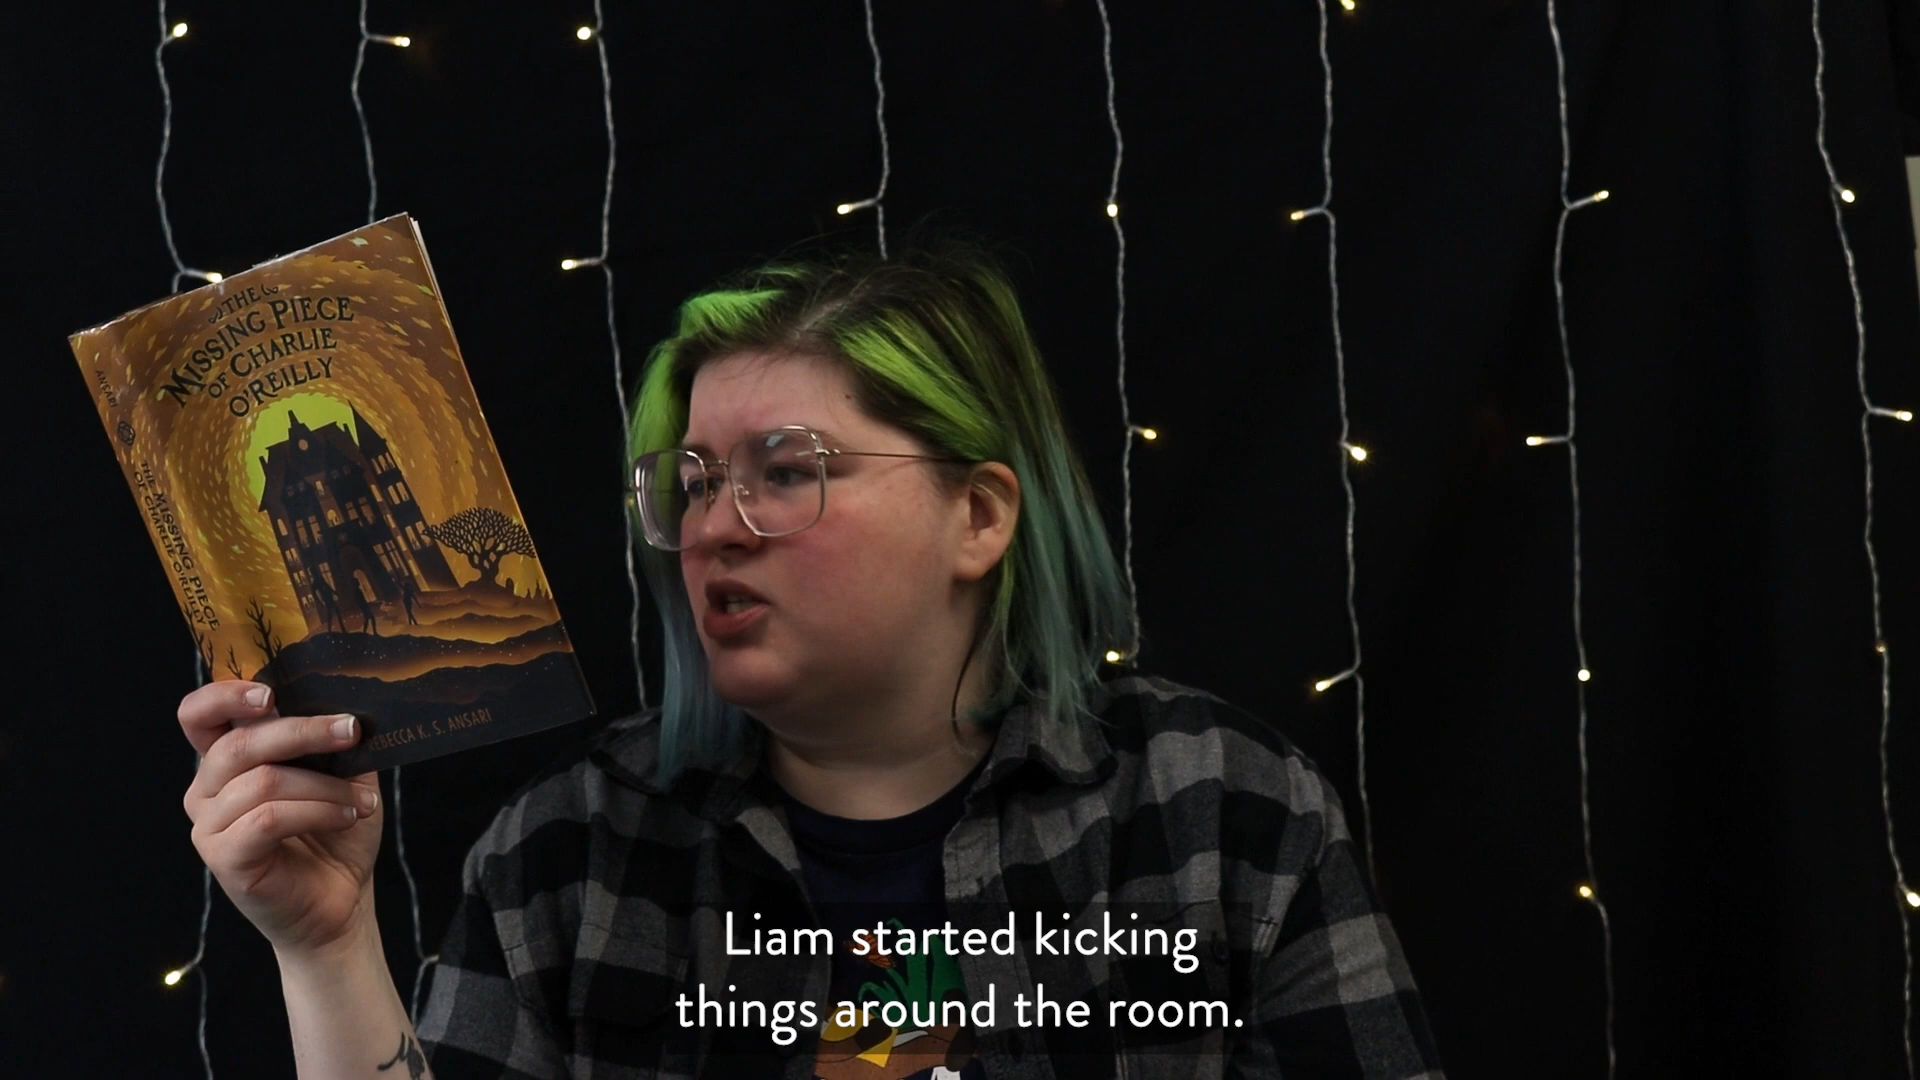 THE
MISSING PIECE
OF CHARLIE
O'REILLY
ANSARI
THE MISSING PIECE
OF CHARLIE O'REILLY
REBECCA K. S. ANSARI
Liam started kicking
things around the room.